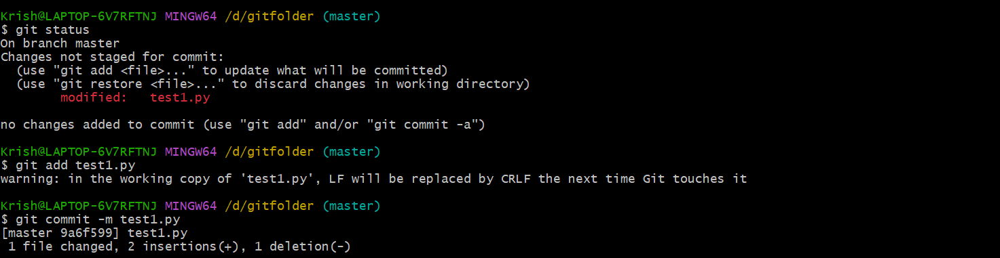 Krish@LAPTOP-6V7RFTNJ MINGW64 /d/gitfolder (master)
$ git status
On branch master
Changes not staged for commit:
  (use "git add <file>..." to update what will be committed)
  (use "git restore <file>..." to discard changes in working directory)
        modified:   test1.py

no changes added to commit (use "git add" and/or "git commit -a")

Krish@LAPTOP-6V7RFTNJ MINGW64 /d/gitfolder (master)
$ git add test1.py
warning: in the working copy of 'test1.py', LF will be replaced by CRLF the next time Git touches it

Krish@LAPTOP-6V7RFTNJ MINGW64 /d/gitfolder (master)
$ git commit -m test1.py
[master 9a6f599] test1.py
 1 file changed, 2 insertions(+), 1 deletion(-)